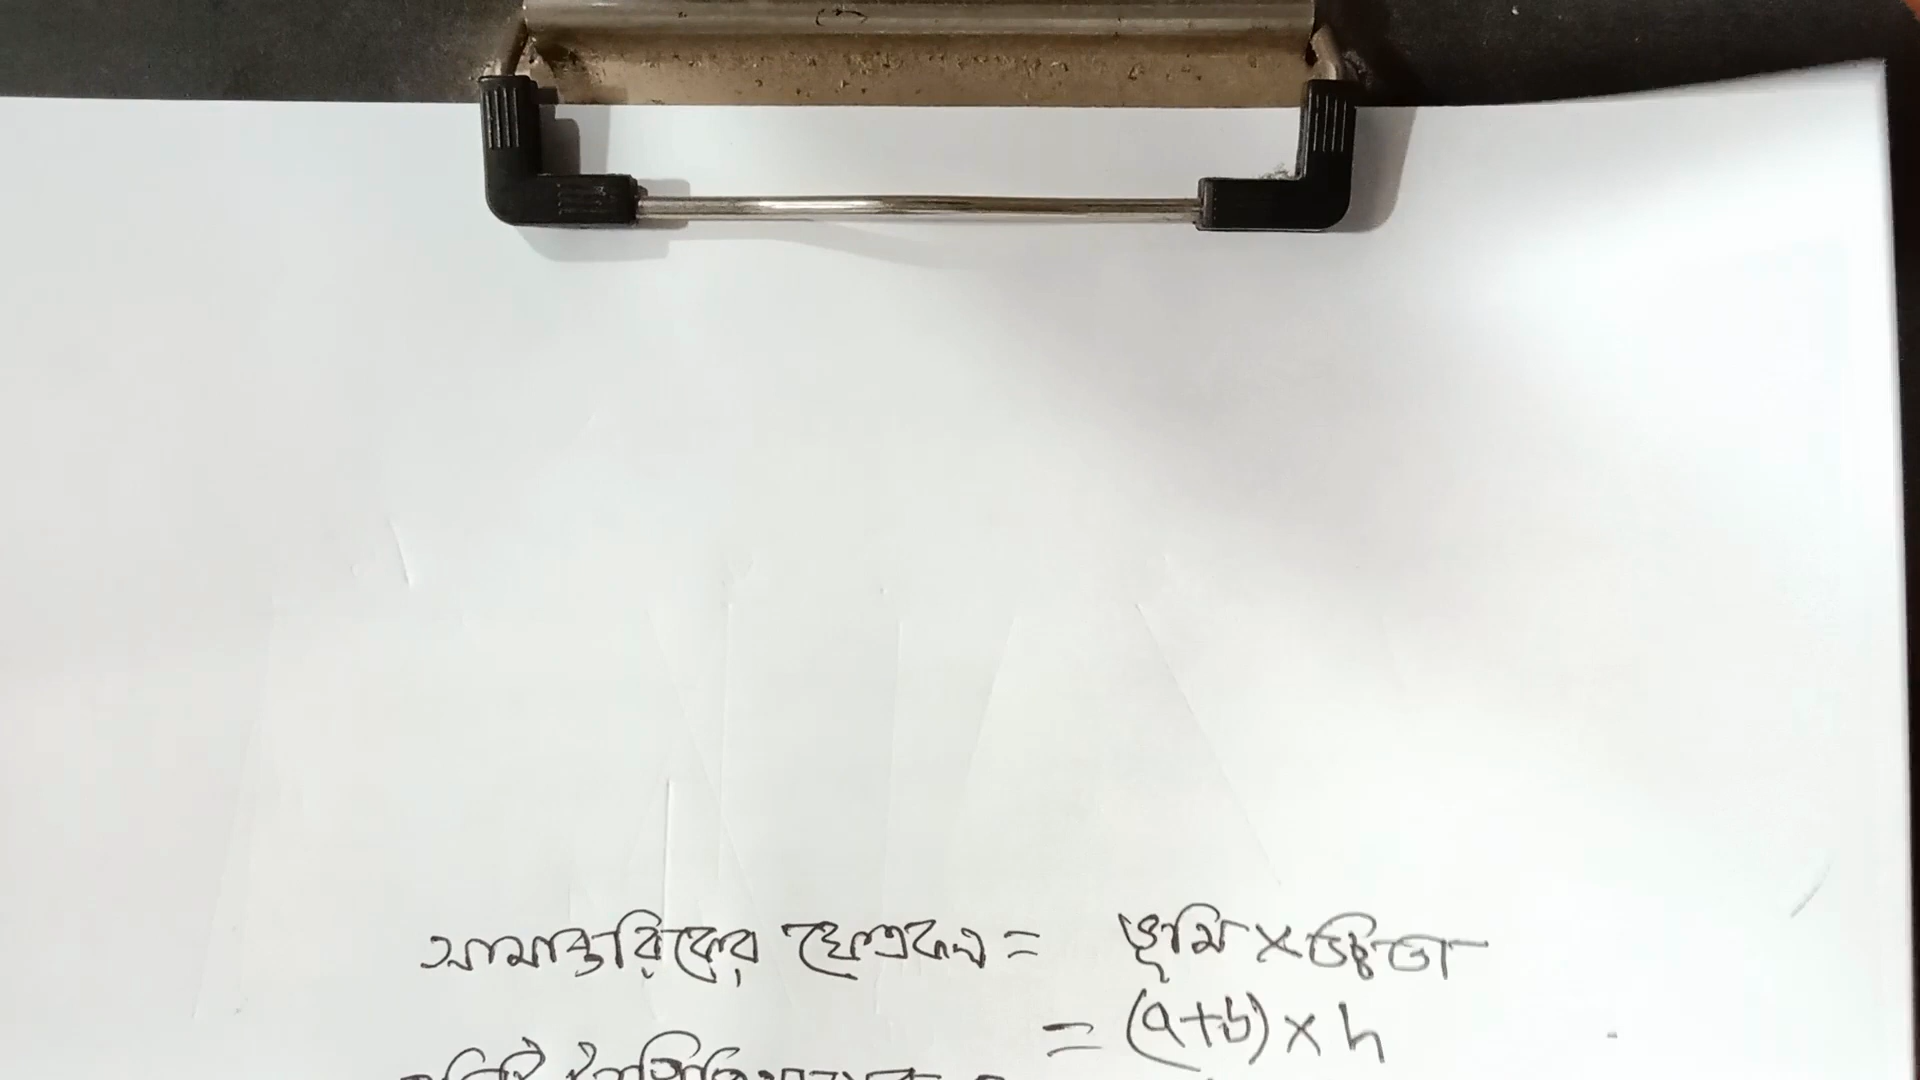 সামান্তরিকের ক্ষেত্রফল = ভূমি × উচ্চতা
= (a+b) × h